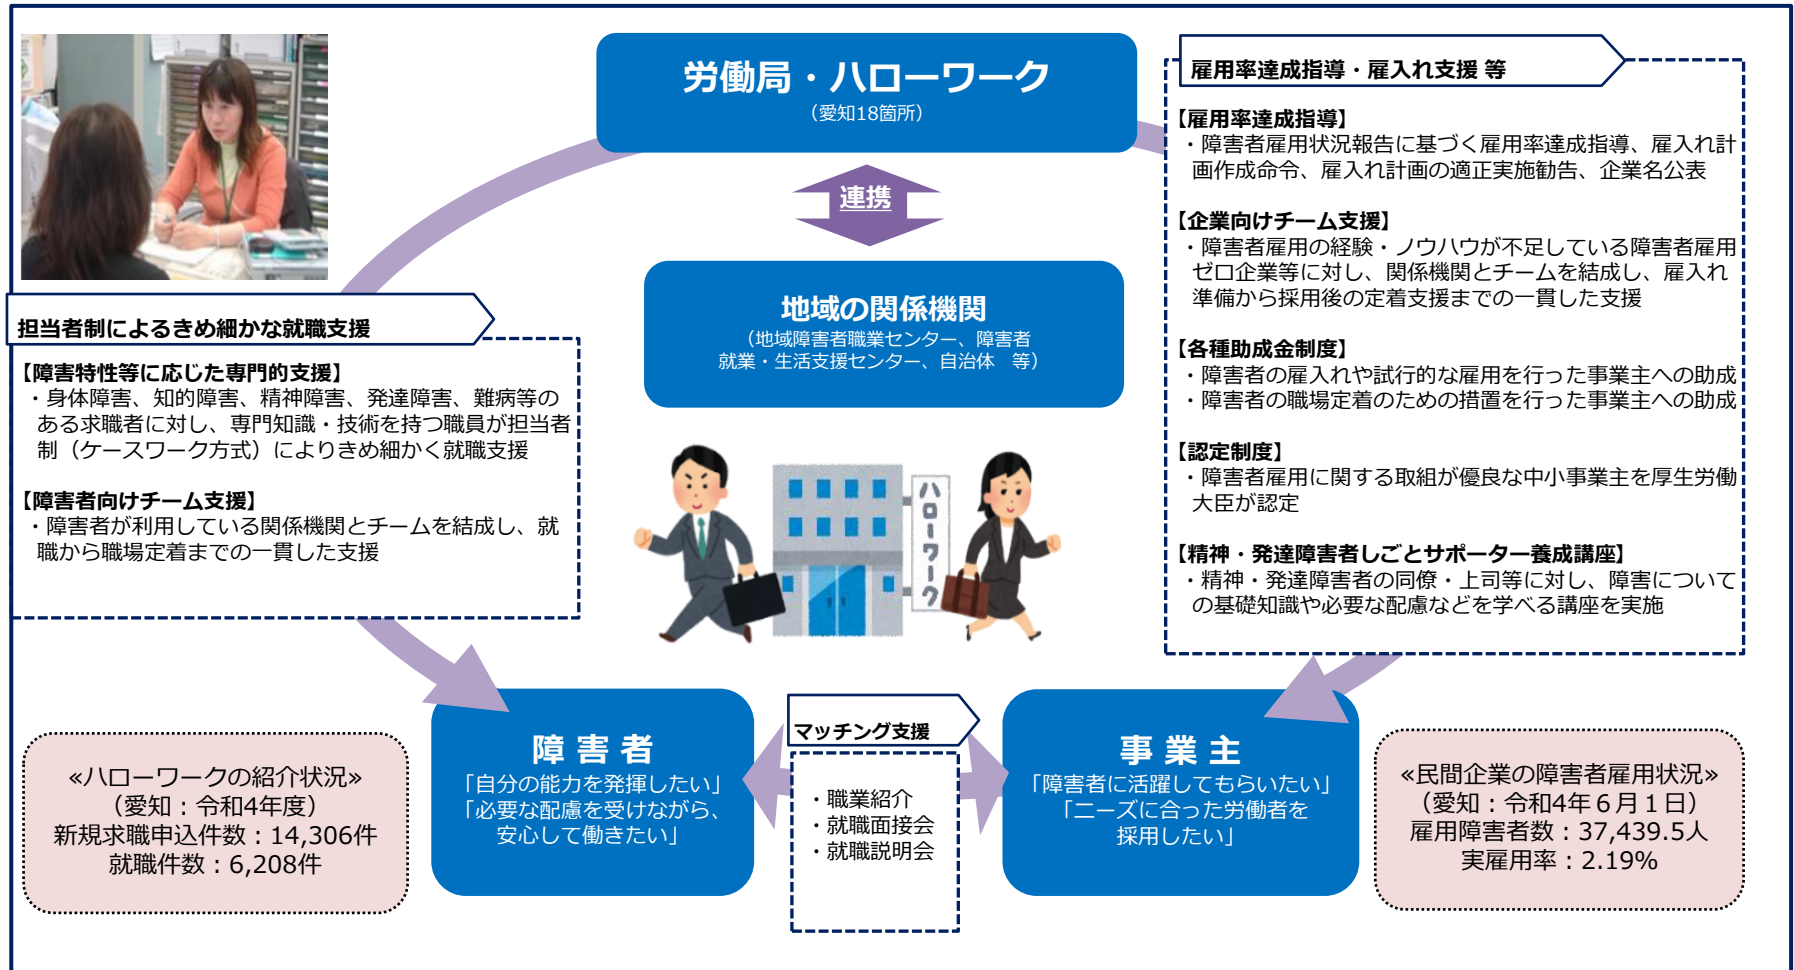 労働局・ハローワーク
（愛知18箇所）
連携
地域の関係機関
（地域障害者職業センター、障害者
就業・生活支援センター、自治体　等）
担当者制によるきめ細かな就職支援
【障害特性等に応じた専門的支援】
・身体障害、知的障害、精神障害、発達障害、難病等の
ある求職者に対し、専門知識・技術を持つ職員が担当者
制（ケースワーク方式）によりきめ細かく就職支援
【障害者向けチーム支援】
・障害者が利用している関係機関とチームを結成し、就
職から職場定着までの一貫した支援
雇用率達成指導・雇入れ支援 等
【雇用率達成指導】
・障害者雇用状況報告に基づく雇用率達成指導、雇入れ計
画作成命令、雇入れ計画の適正実施勧告、企業名公表
【企業向けチーム支援】
・障害者雇用の経験・ノウハウが不足している障害者雇用
ゼロ企業等に対し、関係機関とチームを結成し、雇入れ
準備から採用後の定着支援までの一貫した支援
【各種助成金制度】
・障害者の雇入れや試行的な雇用を行った事業主への助成
・障害者の職場定着のための措置を行った事業主への助成
【認定制度】
・障害者雇用に関する取組が優良な中小事業主を厚生労働
大臣が認定
【精神・発達障害者しごとサポーター養成講座】
・精神・発達障害者の同僚・上司等に対し、障害について
の基礎知識や必要な配慮などを学べる講座を実施
ハローワーク
障害者
「自分の能力を発揮したい」
「必要な配慮を受けながら、
安心して働きたい」
マッチング支援
・職業紹介
・就職面接会
・就職説明会
事業主
「障害者に活躍してもらいたい」
「ニーズに合った労働者を
採用したい」
≪ハローワークの紹介状況≫
（愛知：令和4年度）
新規求職申込件数：14,306件
就職件数：6,208件
≪民間企業の障害者雇用状況≫
（愛知：令和4年６月１日）
雇用障害者数：37,439.5人
実雇用率：2.19%